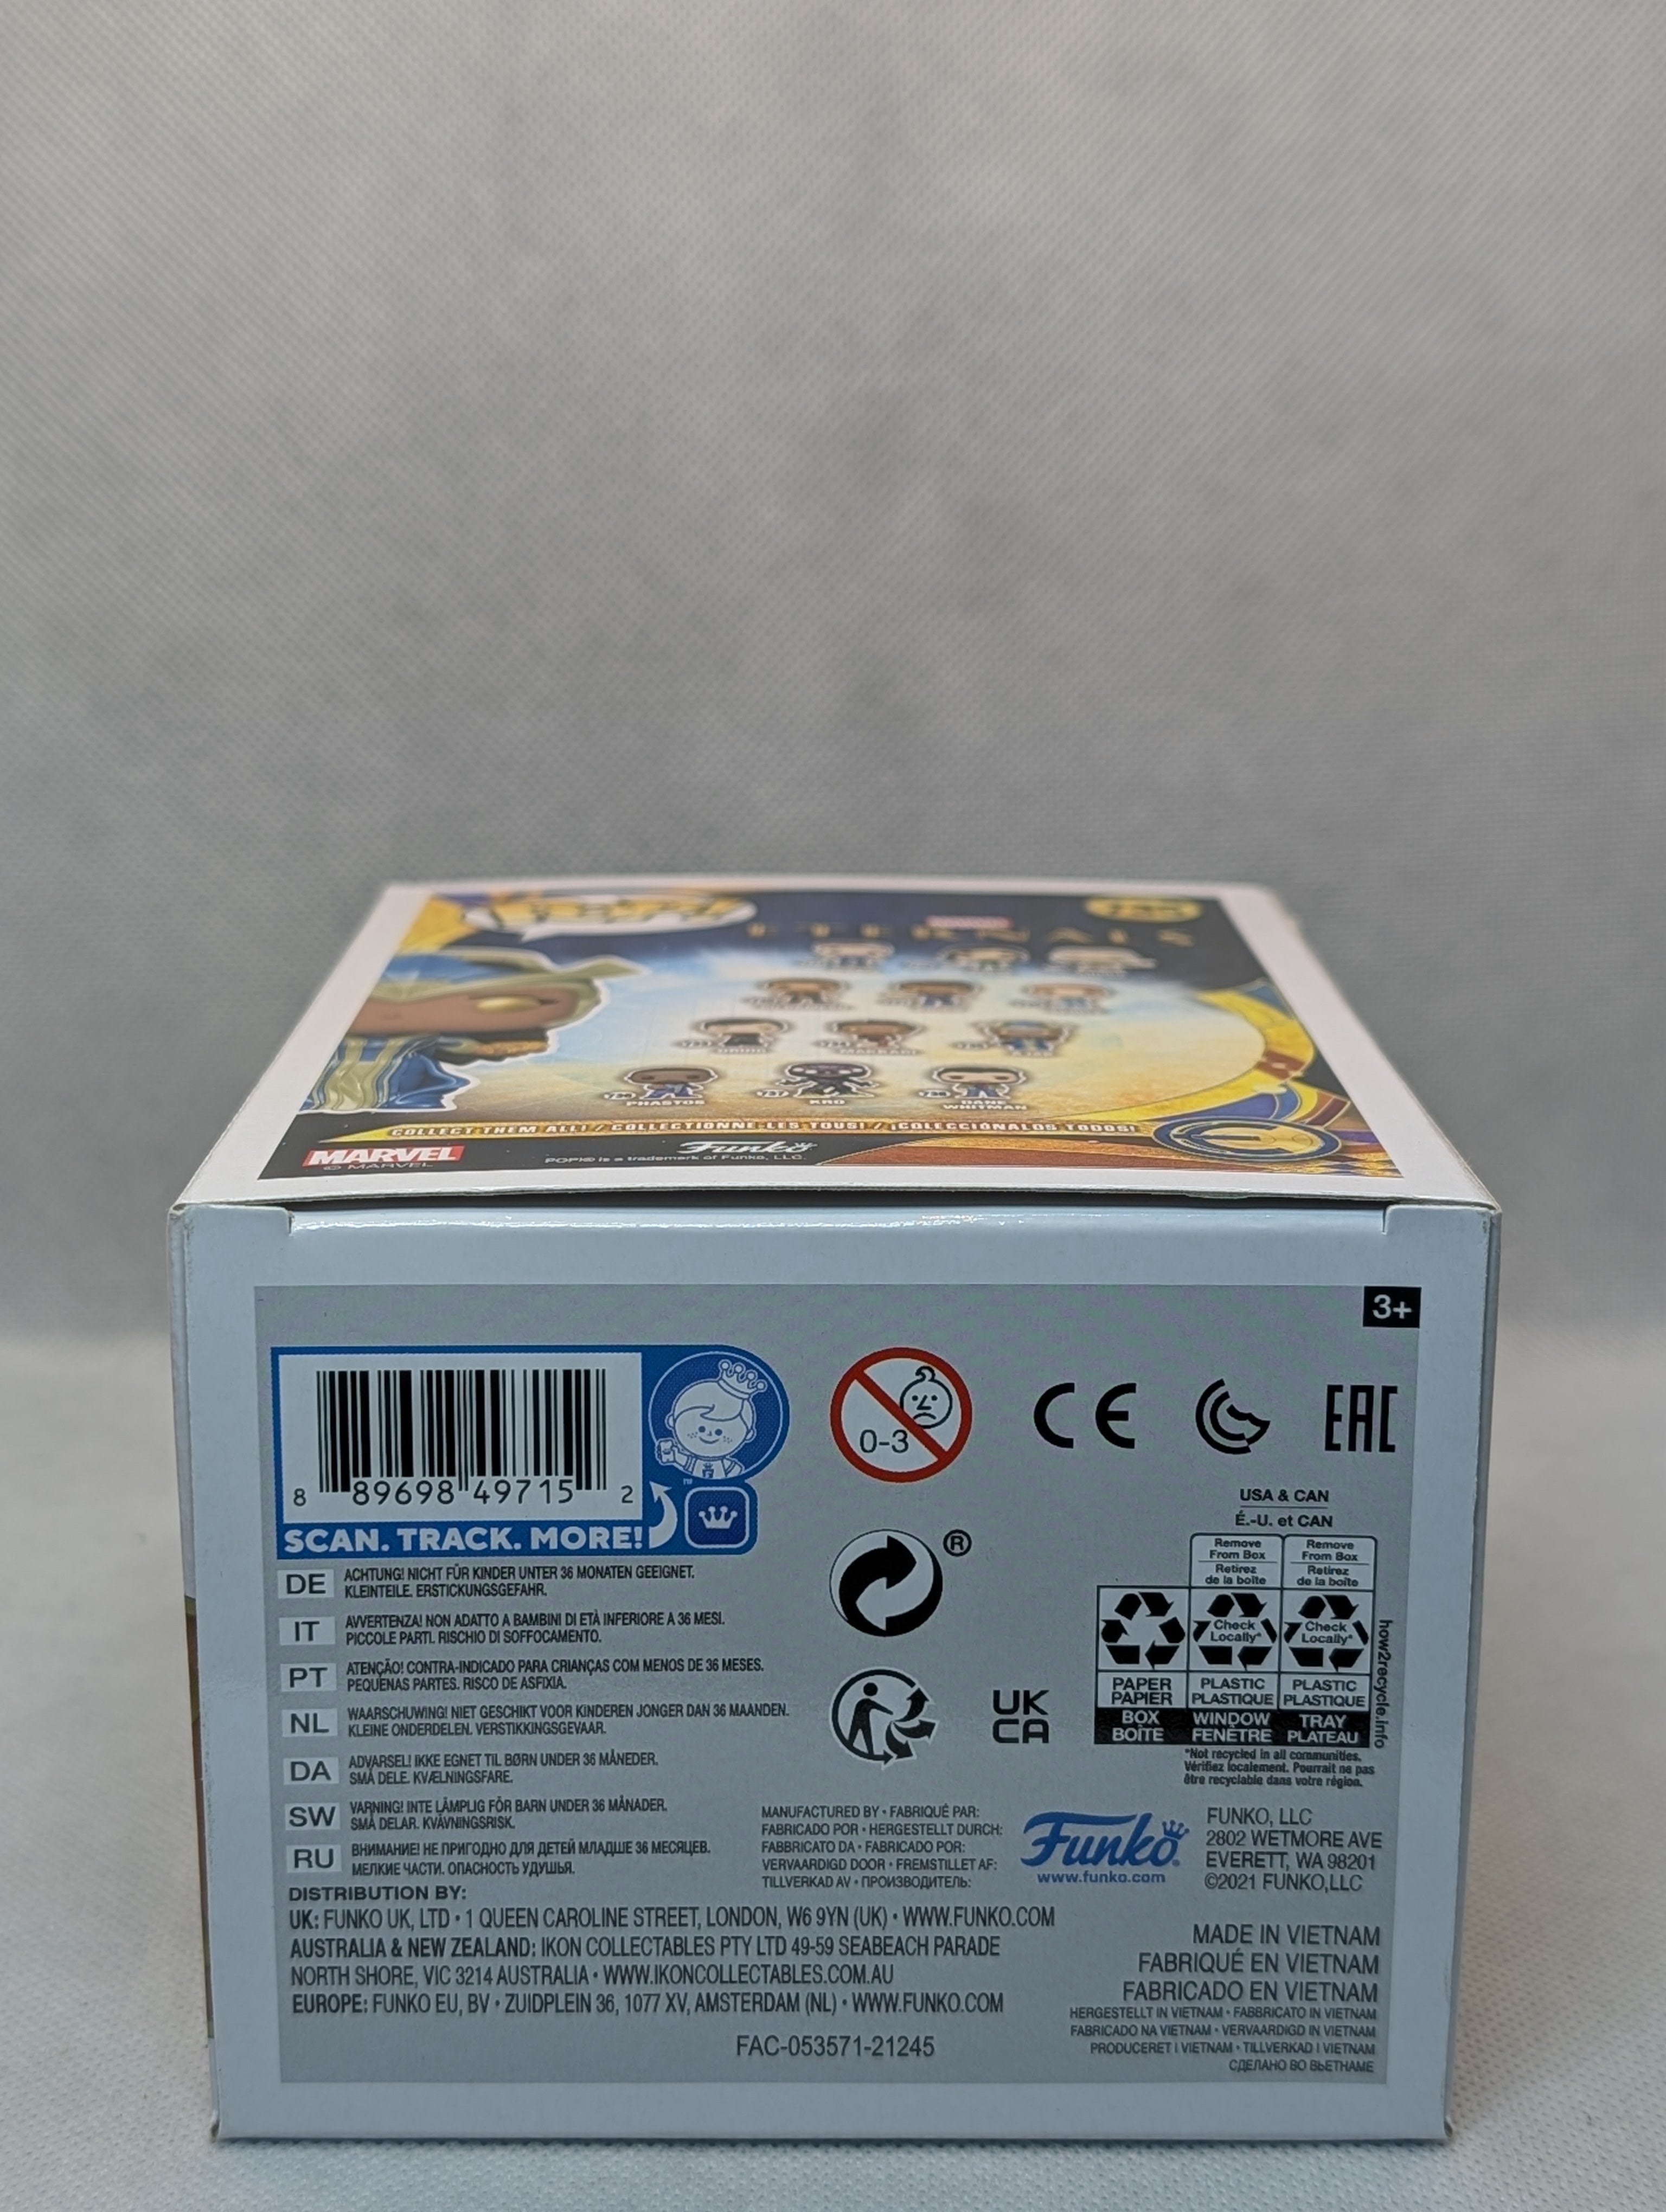 MARVEL
ETERNALS
DRUIG
MAKKARI
AJAK
PHASTOS
KRO
DANE
WHITMAN
COLLECT THEM ALL! / COLLECTIONNE-LES TOUS! / ¡COLECCIÓNALOS TODOS!
MARVEL
© MARVEL
Funko
POP!® is a trademark of Funko, LLC.
3+
8 89698 49715 2
SCAN. TRACK. MORE!
™
0-3
CE
EAC
USA & CAN
É.-U. et CAN
Remove
From Box
Retirez
de la boîte
Remove
From Box
Retirez
de la boîte
Check
Locally*
Check
Locally*
PAPER
PAPIER
BOX
BOÎTE
PLASTIC
PLASTIQUE
WINDOW
FENÊTRE
PLASTIC
PLASTIQUE
TRAY
PLATEAU
how2recycle.info
*Not recycled in all communities.
Vérifiez localement. Pourrait ne pas
être recyclable dans votre région.
®
UK
CA
DE ACHTUNG! NICHT FÜR KINDER UNTER 36 MONATEN GEEIGNET.
KLEINTEILE. ERSTICKUNGSGEFAHR.
IT AVVERTENZA! NON ADATTO A BAMBINI DI ETÀ INFERIORE A 36 MESI.
PICCOLE PARTI. RISCHIO DI SOFFOCAMENTO.
PT ATENÇÃO! CONTRA-INDICADO PARA CRIANÇAS COM MENOS DE 36 MESES.
PEQUENAS PARTES. RISCO DE ASFIXIA.
NL WAARSCHUWING! NIET GESCHIKT VOOR KINDEREN JONGER DAN 36 MAANDEN.
KLEINE ONDERDELEN. VERSTIKKINGSGEVAAR.
DA ADVARSEL! IKKE EGNET TIL BØRN UNDER 36 MÅNEDER.
SMÅ DELE. KVÆLNINGSFARE.
SW VARNING! INTE LÄMPLIG FÖR BARN UNDER 36 MÅNADER.
SMÅ DELAR. KVÄVNINGSRISK.
RU ВНИМАНИЕ! НЕ ПРИГОДНО ДЛЯ ДЕТЕЙ МЛАДШЕ 36 МЕСЯЦЕВ.
МЕЛКИЕ ЧАСТИ. ОПАСНОСТЬ УДУШЬЯ.
MANUFACTURED BY • FABRIQUÉ PAR:
FABRICADO POR • HERGESTELLT DURCH:
FABBRICATO DA • FABRICADO POR:
VERVAARDIGD DOOR • FREMSTILLET AF:
TILLVERKAD AV • ПРОИЗВОДИТЕЛЬ:
Funko®
www.funko.com
FUNKO, LLC
2802 WETMORE AVE
EVERETT, WA 98201
©2021 FUNKO,LLC
DISTRIBUTION BY:
UK: FUNKO UK, LTD • 1 QUEEN CAROLINE STREET, LONDON, W6 9YN (UK) • WWW.FUNKO.COM
AUSTRALIA & NEW ZEALAND: IKON COLLECTABLES PTY LTD 49-59 SEABEACH PARADE
NORTH SHORE, VIC 3214 AUSTRALIA • WWW.IKONCOLLECTABLES.COM.AU
EUROPE: FUNKO EU, BV • ZUIDPLEIN 36, 1077 XV, AMSTERDAM (NL) • WWW.FUNKO.COM
FAC-053571-21245
MADE IN VIETNAM
FABRIQUÉ EN VIETNAM
FABRICADO EN VIETNAM
HERGESTELLT IN VIETNAM • FABBRICATO IN VIETNAM
FABRICADO NA VIETNAM • VERVAARDIGD IN VIETNAM
PRODUCERET I VIETNAM • TILLVERKAD I VIETNAM
СДЕЛАНО ВО ВЬЕТНАМЕ